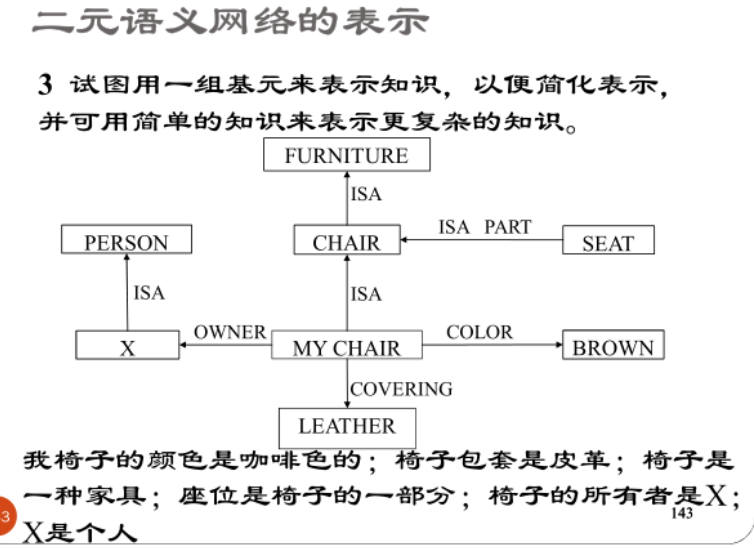 二元语义网络的表示
3 试图用一组基元来表示知识，以便简化表示，
并可用简单的知识来表示更复杂的知识。
FURNITURE
ISA
PERSON
CHAIR
ISA PART
SEAT
ISA
ISA
X
OWNER
MY CHAIR
COLOR
BROWN
COVERING
LEATHER
我椅子的颜色是咖啡色的；椅子包套是皮革；椅子是
一种家具；座位是椅子的一部分；椅子的所有者是X；
X是个人
143